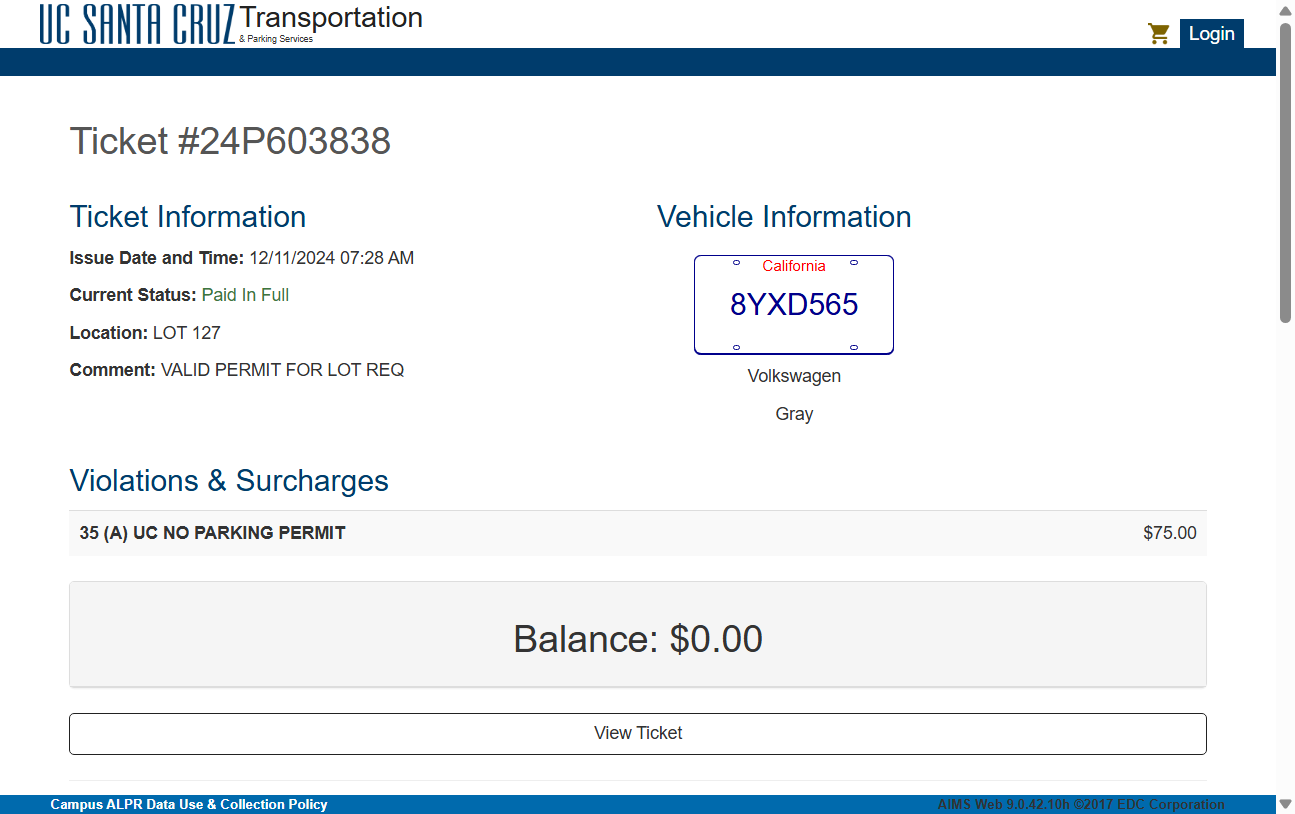 UC SANTA CRUZ Transportation
& Parking Services
Login
Ticket #24P603838
Ticket Information
Issue Date and Time: 12/11/2024 07:28 AM
Current Status: Paid In Full
Location: LOT 127
Comment: VALID PERMIT FOR LOT REQ
Vehicle Information
California
8YXD565
Volkswagen
Gray
Violations & Surcharges
35 (A) UC NO PARKING PERMIT $75.00
Balance: $0.00
View Ticket
Campus ALPR Data Use & Collection Policy AIMS Web 9.0.42.10h ©2017 EDC Corporation